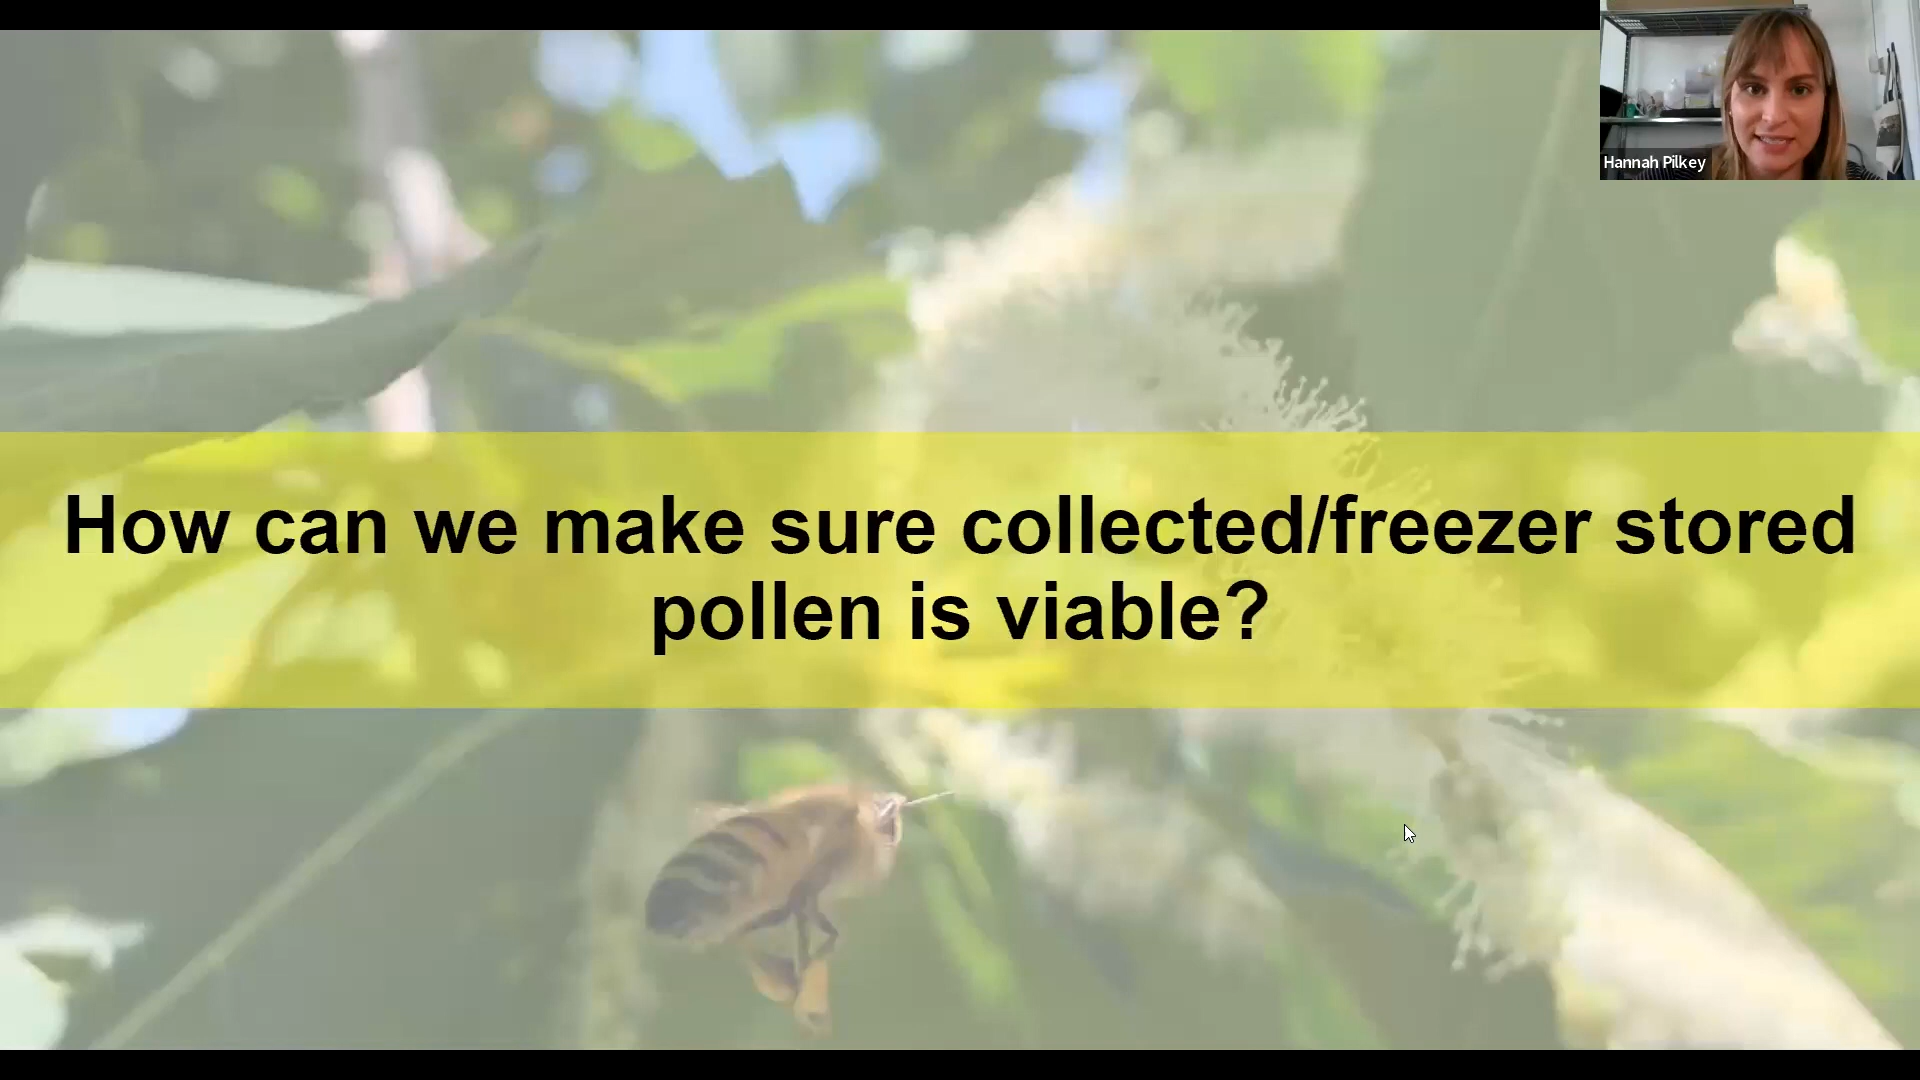 Hannah Pilkey
How can we make sure collected/freezer stored
pollen is viable?